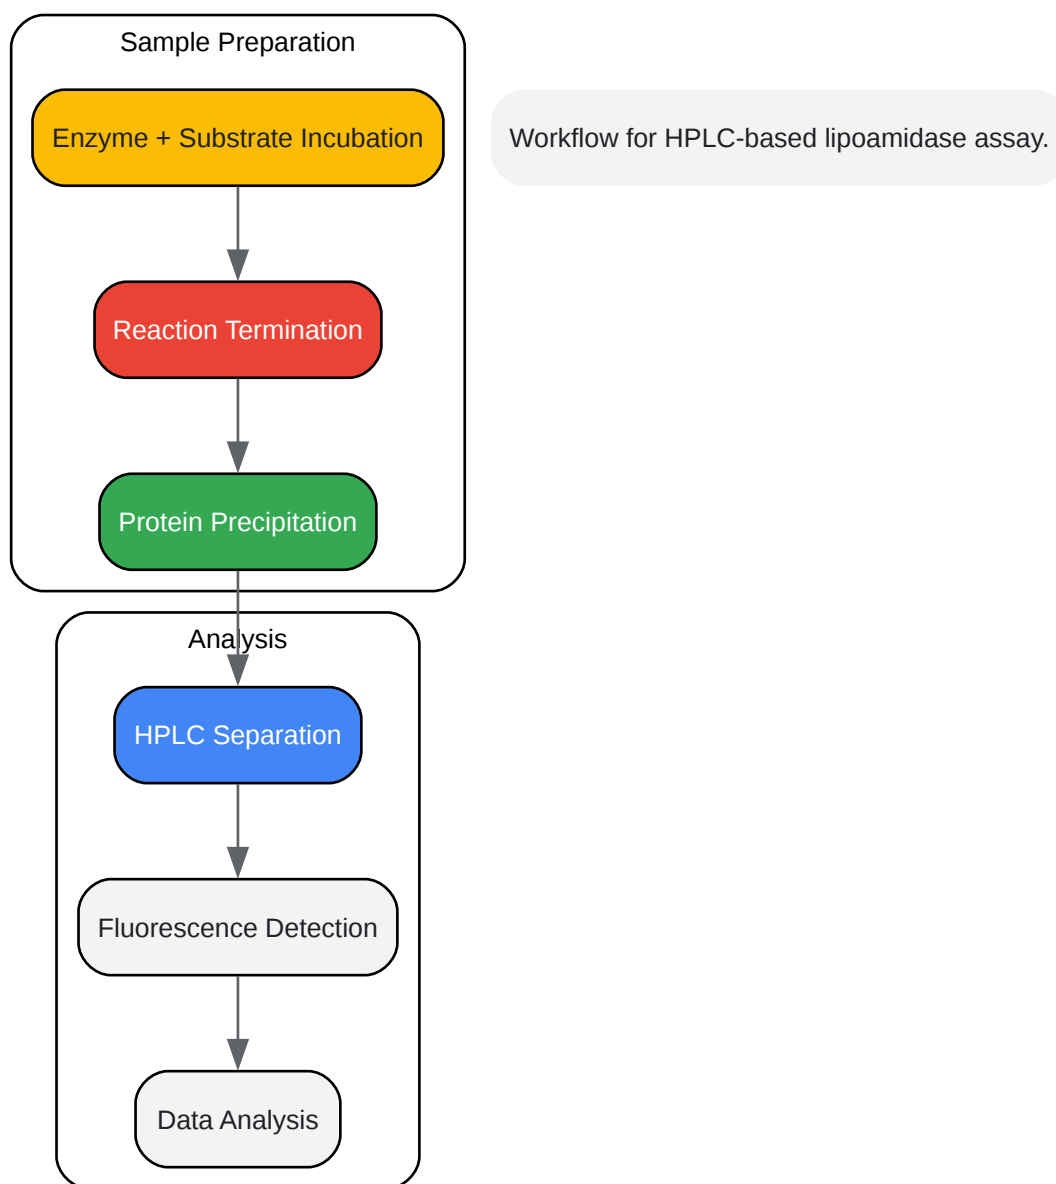 Sample Preparation
Enzyme + Substrate Incubation
Workflow for HPLC-based lipoamidase assay.
Reaction Termination
Protein Precipitation
Analysis
HPLC Separation
Fluorescence Detection
Data Analysis